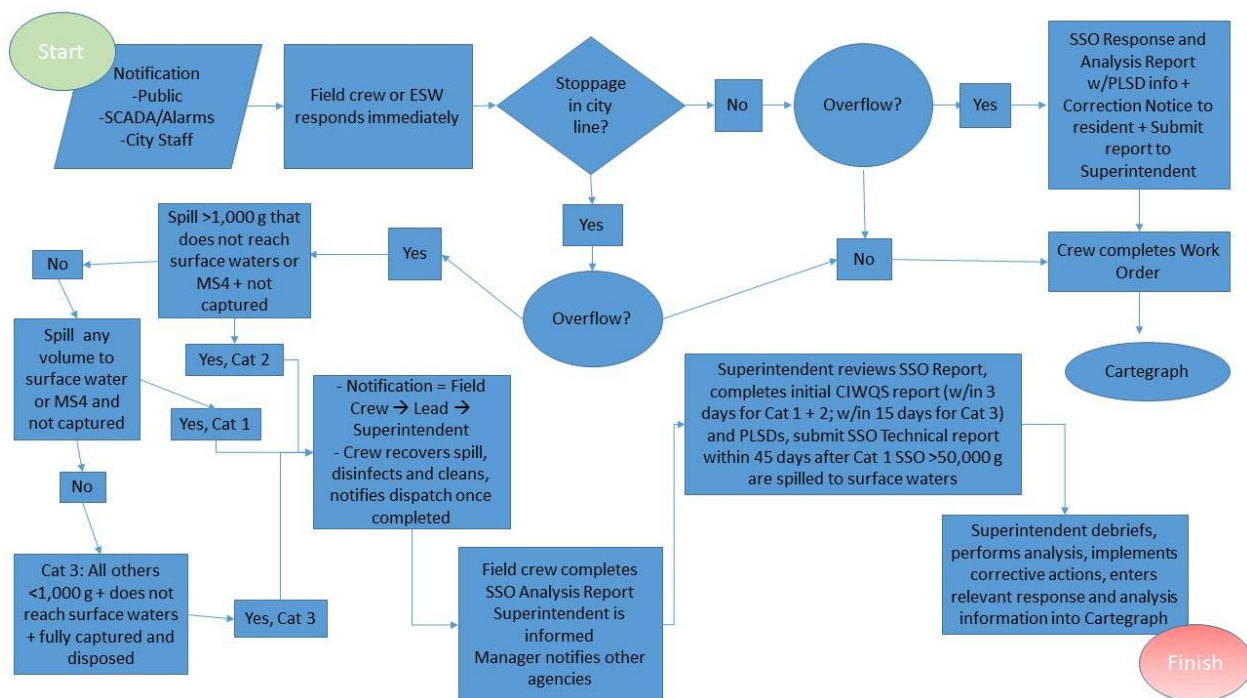 Start
Notification
-Public
-SCADA/Alarms
-City Staff
Field crew or ESW
responds immediately
Stoppage
in city
line?
No
Overflow?
Yes
SSO Response and
Analysis Report
w/PLSD info +
Correction Notice to
resident + Submit
report to
Superintendent
Yes
No
Crew completes Work
Order
Cartegraph
Overflow?
Yes
Spill >1,000 g that
does not reach
surface waters or
MS4 + not
captured
No
Yes, Cat 2
Spill any
volume to
surface water
or MS4 and
not captured
Yes, Cat 1
No
Cat 3: All others
<1,000 g + does not
reach surface waters
+ fully captured and
disposed
Yes, Cat 3
- Notification = Field
Crew → Lead →
Superintendent
- Crew recovers spill,
disinfects and cleans,
notifies dispatch once
completed
Field crew completes
SSO Analysis Report
Superintendent is
informed
Manager notifies other
agencies
Superintendent reviews SSO Report,
completes initial CIWQS report (w/in 3
days for Cat 1 + 2; w/in 15 days for Cat 3)
and PLSDs, submit SSO Technical report
within 45 days after Cat 1 SSO >50,000 g
are spilled to surface waters
Superintendent debriefs,
performs analysis, implements
corrective actions, enters
relevant response and analysis
information into Cartegraph
Finish